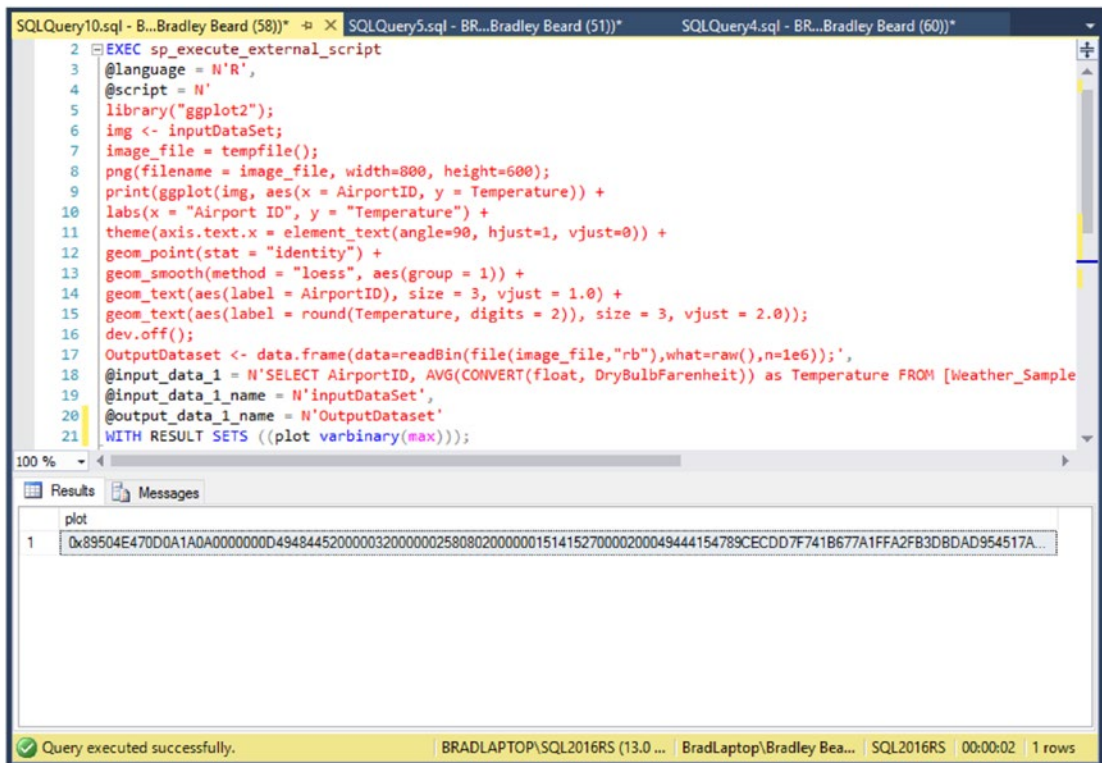 SQLQuery10.sql - B...Bradley Beard (58))* SQLQuery5.sql - BR...Bradley Beard (51))* SQLQuery4.sql - BR...Bradley Beard (60))*
2 EXEC sp_execute_external_script
3 @language = N'R',
4 @script = N'
5 library("ggplot2");
6 img <- inputDataSet;
7 image_file = tempfile();
8 png(filename = image_file, width=800, height=600);
9 print(ggplot(img, aes(x = AirportID, y = Temperature)) +
10 labs(x = "Airport ID", y = "Temperature") +
11 theme(axis.text.x = element_text(angle=90, hjust=1, vjust=0)) +
12 geom_point(stat = "identity") +
13 geom_smooth(method = "loess", aes(group = 1)) +
14 geom_text(aes(label = AirportID), size = 3, vjust = 1.0) +
15 geom_text(aes(label = round(Temperature, digits = 2)), size = 3, vjust = 2.0));
16 dev.off();
17 OutputDataset <- data.frame(data=readBin(file(image_file,"rb"),what=raw(),n=1e6));',
18 @input_data_1 = N'SELECT AirportID, AVG(CONVERT(float, DryBulbFarenheit)) as Temperature FROM [Weather_Sample
19 @input_data_1_name = N'inputDataSet',
20 @output_data_1_name = N'OutputDataset'
21 WITH RESULT SETS ((plot varbinary(max)));
100 %
Results Messages
plot
1 0x89504E470D0A1A0A0000000D4948445200000320000002580802000000151415270000200049444154789CECDD7F741B677A1FFA2FB3DBDAD954517A...
Query executed successfully. BRADLAPTOP\SQL2016RS (13.0 ... BradLaptop\Bradley Bea... SQL2016RS 00:00:02 1 rows